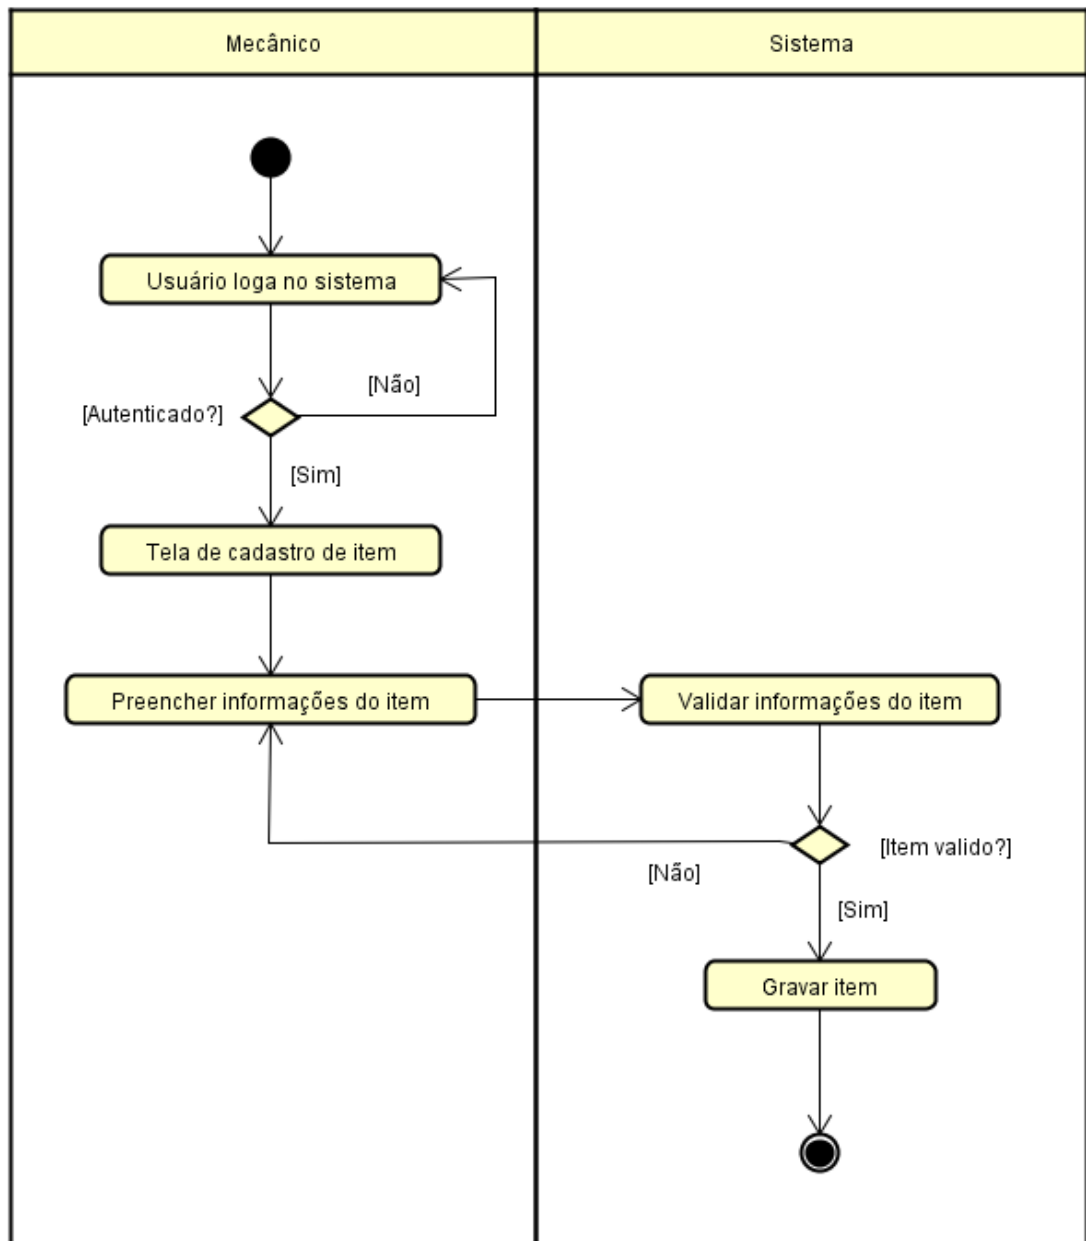 Mecânico
Sistema
Usuário loga no sistema
[Não]
[Autenticado?]
[Sim]
Tela de cadastro de item
Preencher informações do item
Validar informações do item
[Item valido?]
[Não]
[Sim]
Gravar item